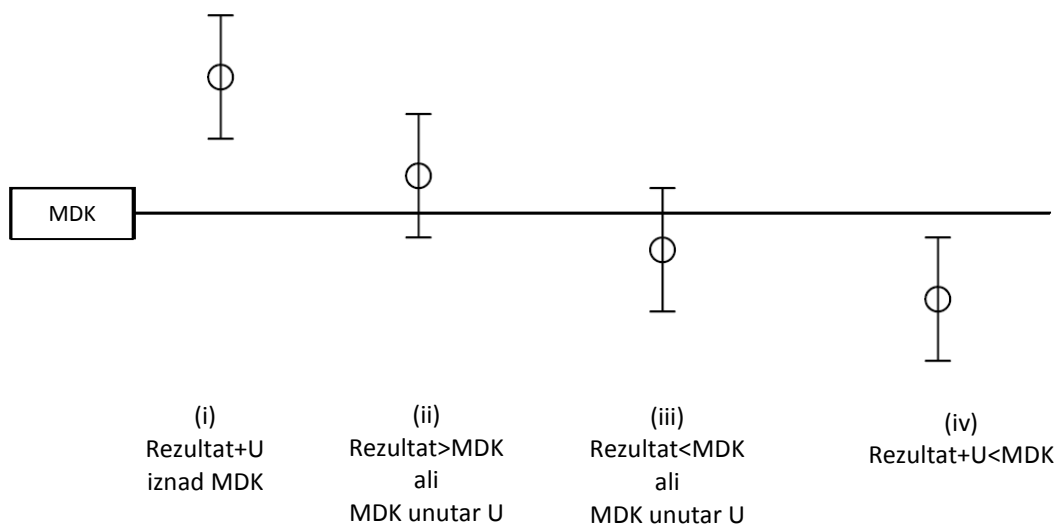 MDK
(i)
Rezultat+U
iznad MDK
(ii)
Rezultat>MDK
ali
MDK unutar U
(iii)
Rezultat<MDK
ali
MDK unutar U
(iv)
Rezultat+U<MDK